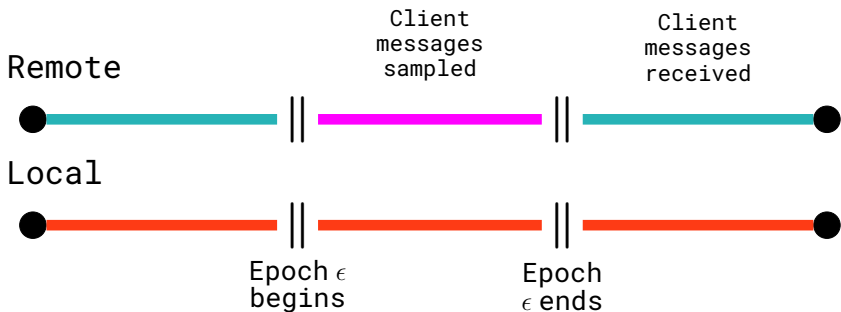 Client
messages
sampled
Client
messages
received
Remote
Local
Epoch ϵ
begins
Epoch
ϵ ends